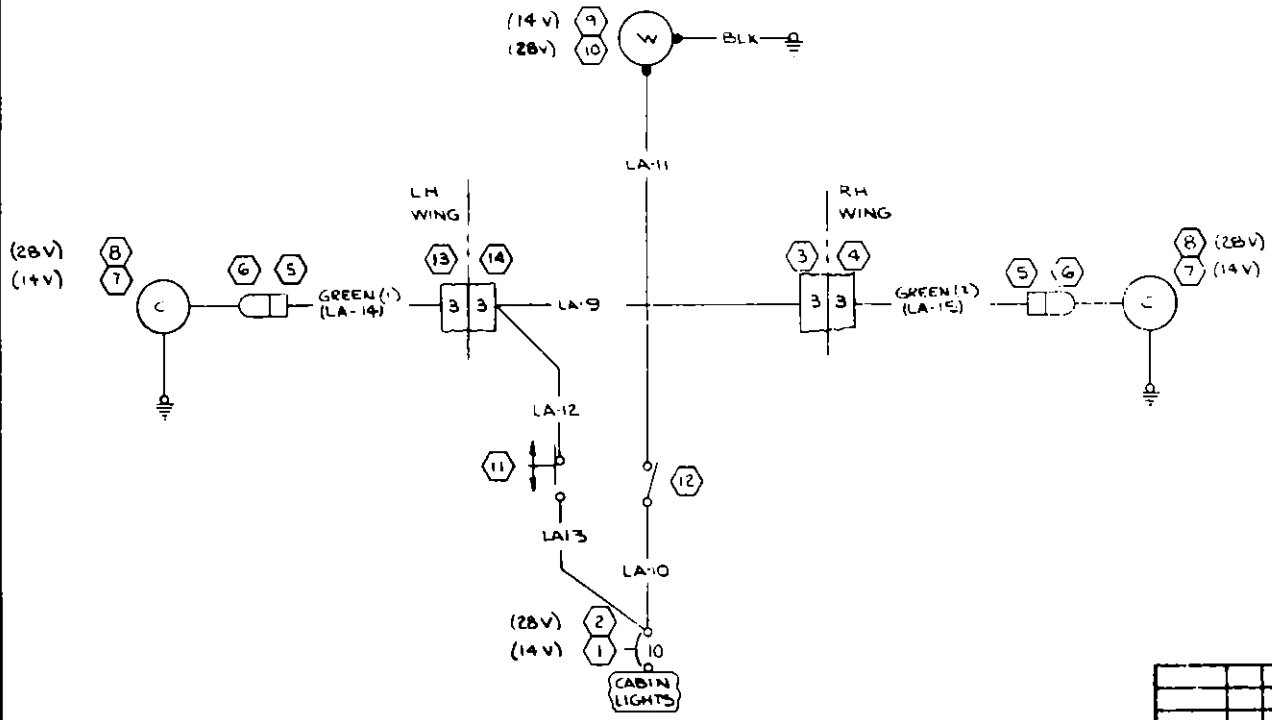 (14 V) 9
(28V) 10
W
BLK
LA-11
LH
WING
RH
WING
(28V) 8
(14V) 7
C
6 5
GREEN (1)
(LA-14)
13 14
3 3
LA-9
3 4
3 3
GREEN (2)
(LA-15)
5 6
C
8 (28V)
7 (14V)
LA-12
11
12
LA13
LA-10
(28V) 2
(14V) 1
10
CABIN
LIGHTS